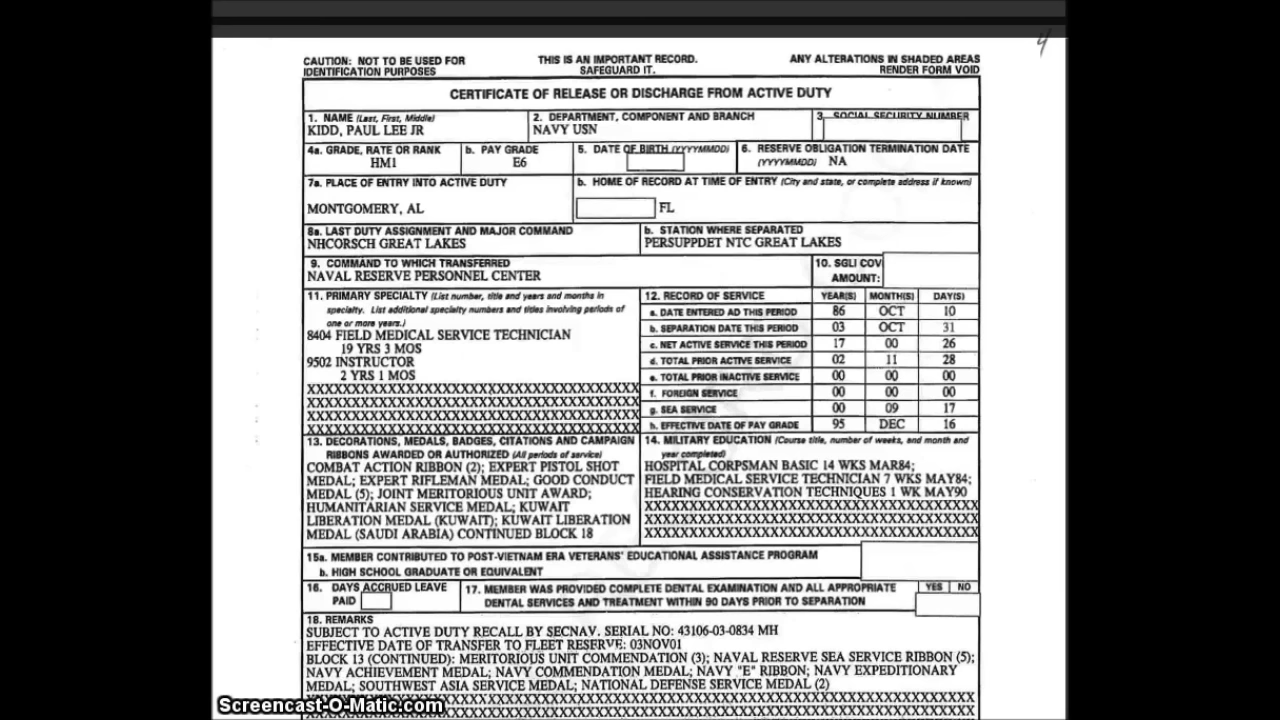 4
CAUTION: NOT TO BE USED FOR IDENTIFICATION PURPOSES
THIS IS AN IMPORTANT RECORD. SAFEGUARD IT.
ANY ALTERATIONS IN SHADED AREAS RENDER FORM VOID
CERTIFICATE OF RELEASE OR DISCHARGE FROM ACTIVE DUTY
1. NAME (Last, First, Middle)
KIDD, PAUL LEE JR
2. DEPARTMENT, COMPONENT AND BRANCH
NAVY USN
3. SOCIAL SECURITY NUMBER
4a. GRADE, RATE OR RANK
HM1
b. PAY GRADE
E6
5. DATE OF BIRTH (YYYYMMDD)
6. RESERVE OBLIGATION TERMINATION DATE
(YYYYMMDD) NA
7a. PLACE OF ENTRY INTO ACTIVE DUTY
MONTGOMERY, AL
b. HOME OF RECORD AT TIME OF ENTRY (City and state, or complete address if known)
FL
8a. LAST DUTY ASSIGNMENT AND MAJOR COMMAND
NHCORSCH GREAT LAKES
b. STATION WHERE SEPARATED
PERSUPPDET NTC GREAT LAKES
9. COMMAND TO WHICH TRANSFERRED
NAVAL RESERVE PERSONNEL CENTER
10. SGLI COV
AMOUNT:
11. PRIMARY SPECIALTY (List number, title and years and months in
specialty. List additional specialty numbers and titles involving periods of
one or more years.)
8404 FIELD MEDICAL SERVICE TECHNICIAN
19 YRS 3 MOS
9502 INSTRUCTOR
2 YRS 1 MOS
XXXXXXXXXXXXXXXXXXXXXXXXXXXXXXXXXXX
XXXXXXXXXXXXXXXXXXXXXXXXXXXXXXXXXXX
XXXXXXXXXXXXXXXXXXXXXXXXXXXXXXXXXXX
XXXXXXXXXXXXXXXXXXXXXXXXXXXXXXXXXXX
12. RECORD OF SERVICE YEAR(S) MONTH(S) DAY(S)
a. DATE ENTERED AD THIS PERIOD 86 OCT 10
b. SEPARATION DATE THIS PERIOD 03 OCT 31
c. NET ACTIVE SERVICE THIS PERIOD 17 00 26
d. TOTAL PRIOR ACTIVE SERVICE 02 11 28
e. TOTAL PRIOR INACTIVE SERVICE 00 00 00
f. FOREIGN SERVICE 00 00 00
g. SEA SERVICE 00 09 17
h. EFFECTIVE DATE OF PAY GRADE 95 DEC 16
13. DECORATIONS, MEDALS, BADGES, CITATIONS AND CAMPAIGN
RIBBONS AWARDED OR AUTHORIZED (All periods of service)
COMBAT ACTION RIBBON (2); EXPERT PISTOL SHOT
MEDAL; EXPERT RIFLEMAN MEDAL; GOOD CONDUCT
MEDAL (5); JOINT MERITORIOUS UNIT AWARD;
HUMANITARIAN SERVICE MEDAL; KUWAIT
LIBERATION MEDAL (KUWAIT); KUWAIT LIBERATION
MEDAL (SAUDI ARABIA) CONTINUED BLOCK 18
14. MILITARY EDUCATION (Course title, number of weeks, and month and
year completed)
HOSPITAL CORPSMAN BASIC 14 WKS MAR84;
FIELD MEDICAL SERVICE TECHNICIAN 7 WKS MAY84;
HEARING CONSERVATION TECHNIQUES 1 WK MAY90
XXXXXXXXXXXXXXXXXXXXXXXXXXXXXXXXXXX
XXXXXXXXXXXXXXXXXXXXXXXXXXXXXXXXXXX
XXXXXXXXXXXXXXXXXXXXXXXXXXXXXXXXXXX
15a. MEMBER CONTRIBUTED TO POST-VIETNAM ERA VETERANS' EDUCATIONAL ASSISTANCE PROGRAM
b. HIGH SCHOOL GRADUATE OR EQUIVALENT
16. DAYS ACCRUED LEAVE
PAID
17. MEMBER WAS PROVIDED COMPLETE DENTAL EXAMINATION AND ALL APPROPRIATE
DENTAL SERVICES AND TREATMENT WITHIN 90 DAYS PRIOR TO SEPARATION
YES NO
18. REMARKS
SUBJECT TO ACTIVE DUTY RECALL BY SECNAV. SERIAL NO: 43106-03-0834 MH
EFFECTIVE DATE OF TRANSFER TO FLEET RESERVE: 03NOV01
BLOCK 13 (CONTINUED): MERITORIOUS UNIT COMMENDATION (3); NAVAL RESERVE SEA SERVICE RIBBON (5);
NAVY ACHIEVEMENT MEDAL; NAVY COMMENDATION MEDAL; NAVY "E" RIBBON; NAVY EXPEDITIONARY
MEDAL; SOUTHWEST ASIA SERVICE MEDAL; NATIONAL DEFENSE SERVICE MEDAL (2)
XXXXXXXXXXXXXXXXXXXXXXXXXXXXXXXXXXXXXXXXXXXXXXXXXXXXXXXXXXXXXXXXXXXXXXXX
XXXXXXXXXXXXXXXXXXXXXXXXXXXXXXXXXXXXXXXXXXXXXXXXXXXXXXXXXXXXXXXXXXXXXXXX
Screencast-O-Matic.com